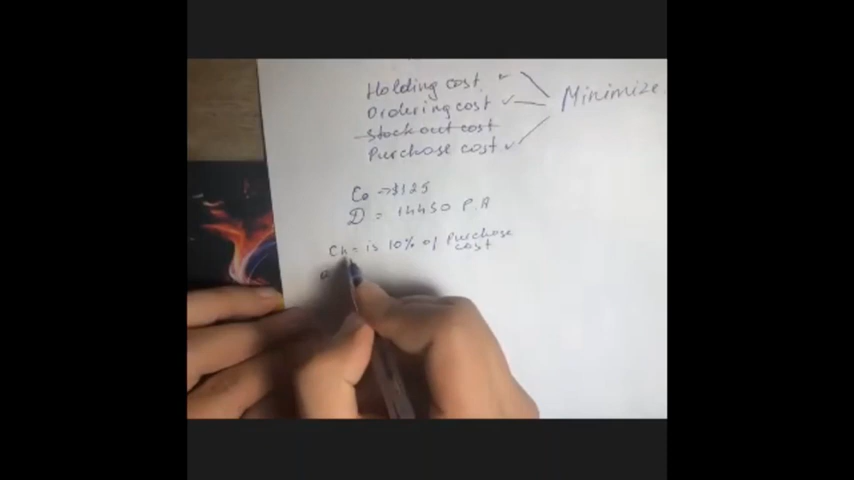 Holding cost ✓
Ordering cost ✓
Stock out cost
Purchase cost ✓
Minimize
Co → $125
D = 14450 P.A
Ch = is 10% of Purchase
cost